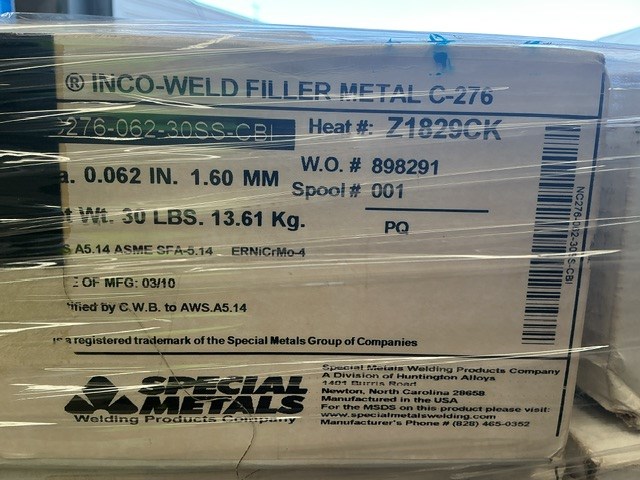 ® INCO-WELD FILLER METAL C-276
276-062-30SS-CBI Heat #: Z1829CK
W.O. # 898291
0.062 IN. 1.60 MM
Spool # 001
Wt. 30 LBS. 13.61 Kg.
PQ
A5.14 ASME SFA-5.14 ERNiCrMo-4
OF MFG: 03/10
by C.W.B. to AWS.A5.14
a registered trademark of the Special Metals Group of Companies
NC276-062-30SS-CBI
SPECIAL
METALS
Welding Products Company
Special Metals Welding Products Company
A Division of Huntington Alloys
1401 Burris Road
Newton, North Carolina 28658
Manufactured in the USA
For the MSDS on this product please visit:
www.specialmetalswelding.com
Manufacturer's Phone # (828) 465-0352